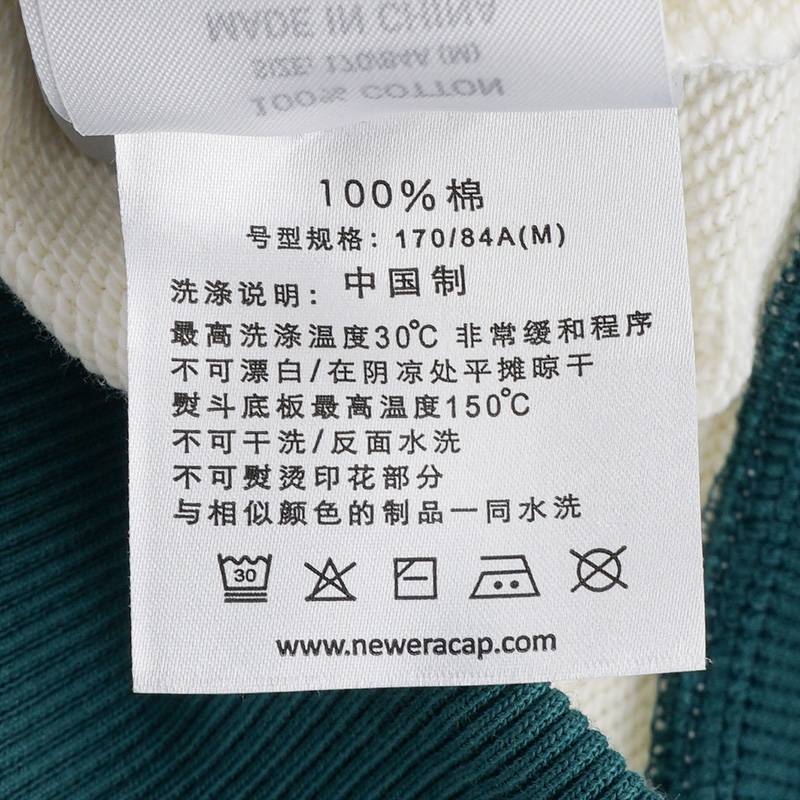 MADE IN CHINA
SIZE: 170/84A (M)
100% COTTON
100%棉
号型规格：170/84A(M)
中国制
洗涤说明：
最高洗涤温度30℃ 非常缓和程序
不可漂白/在阴凉处平摊晾干
熨斗底板最高温度150℃
不可干洗/反面水洗
不可熨烫印花部分
与相似颜色的制品一同水洗
30
www.neweracap.com